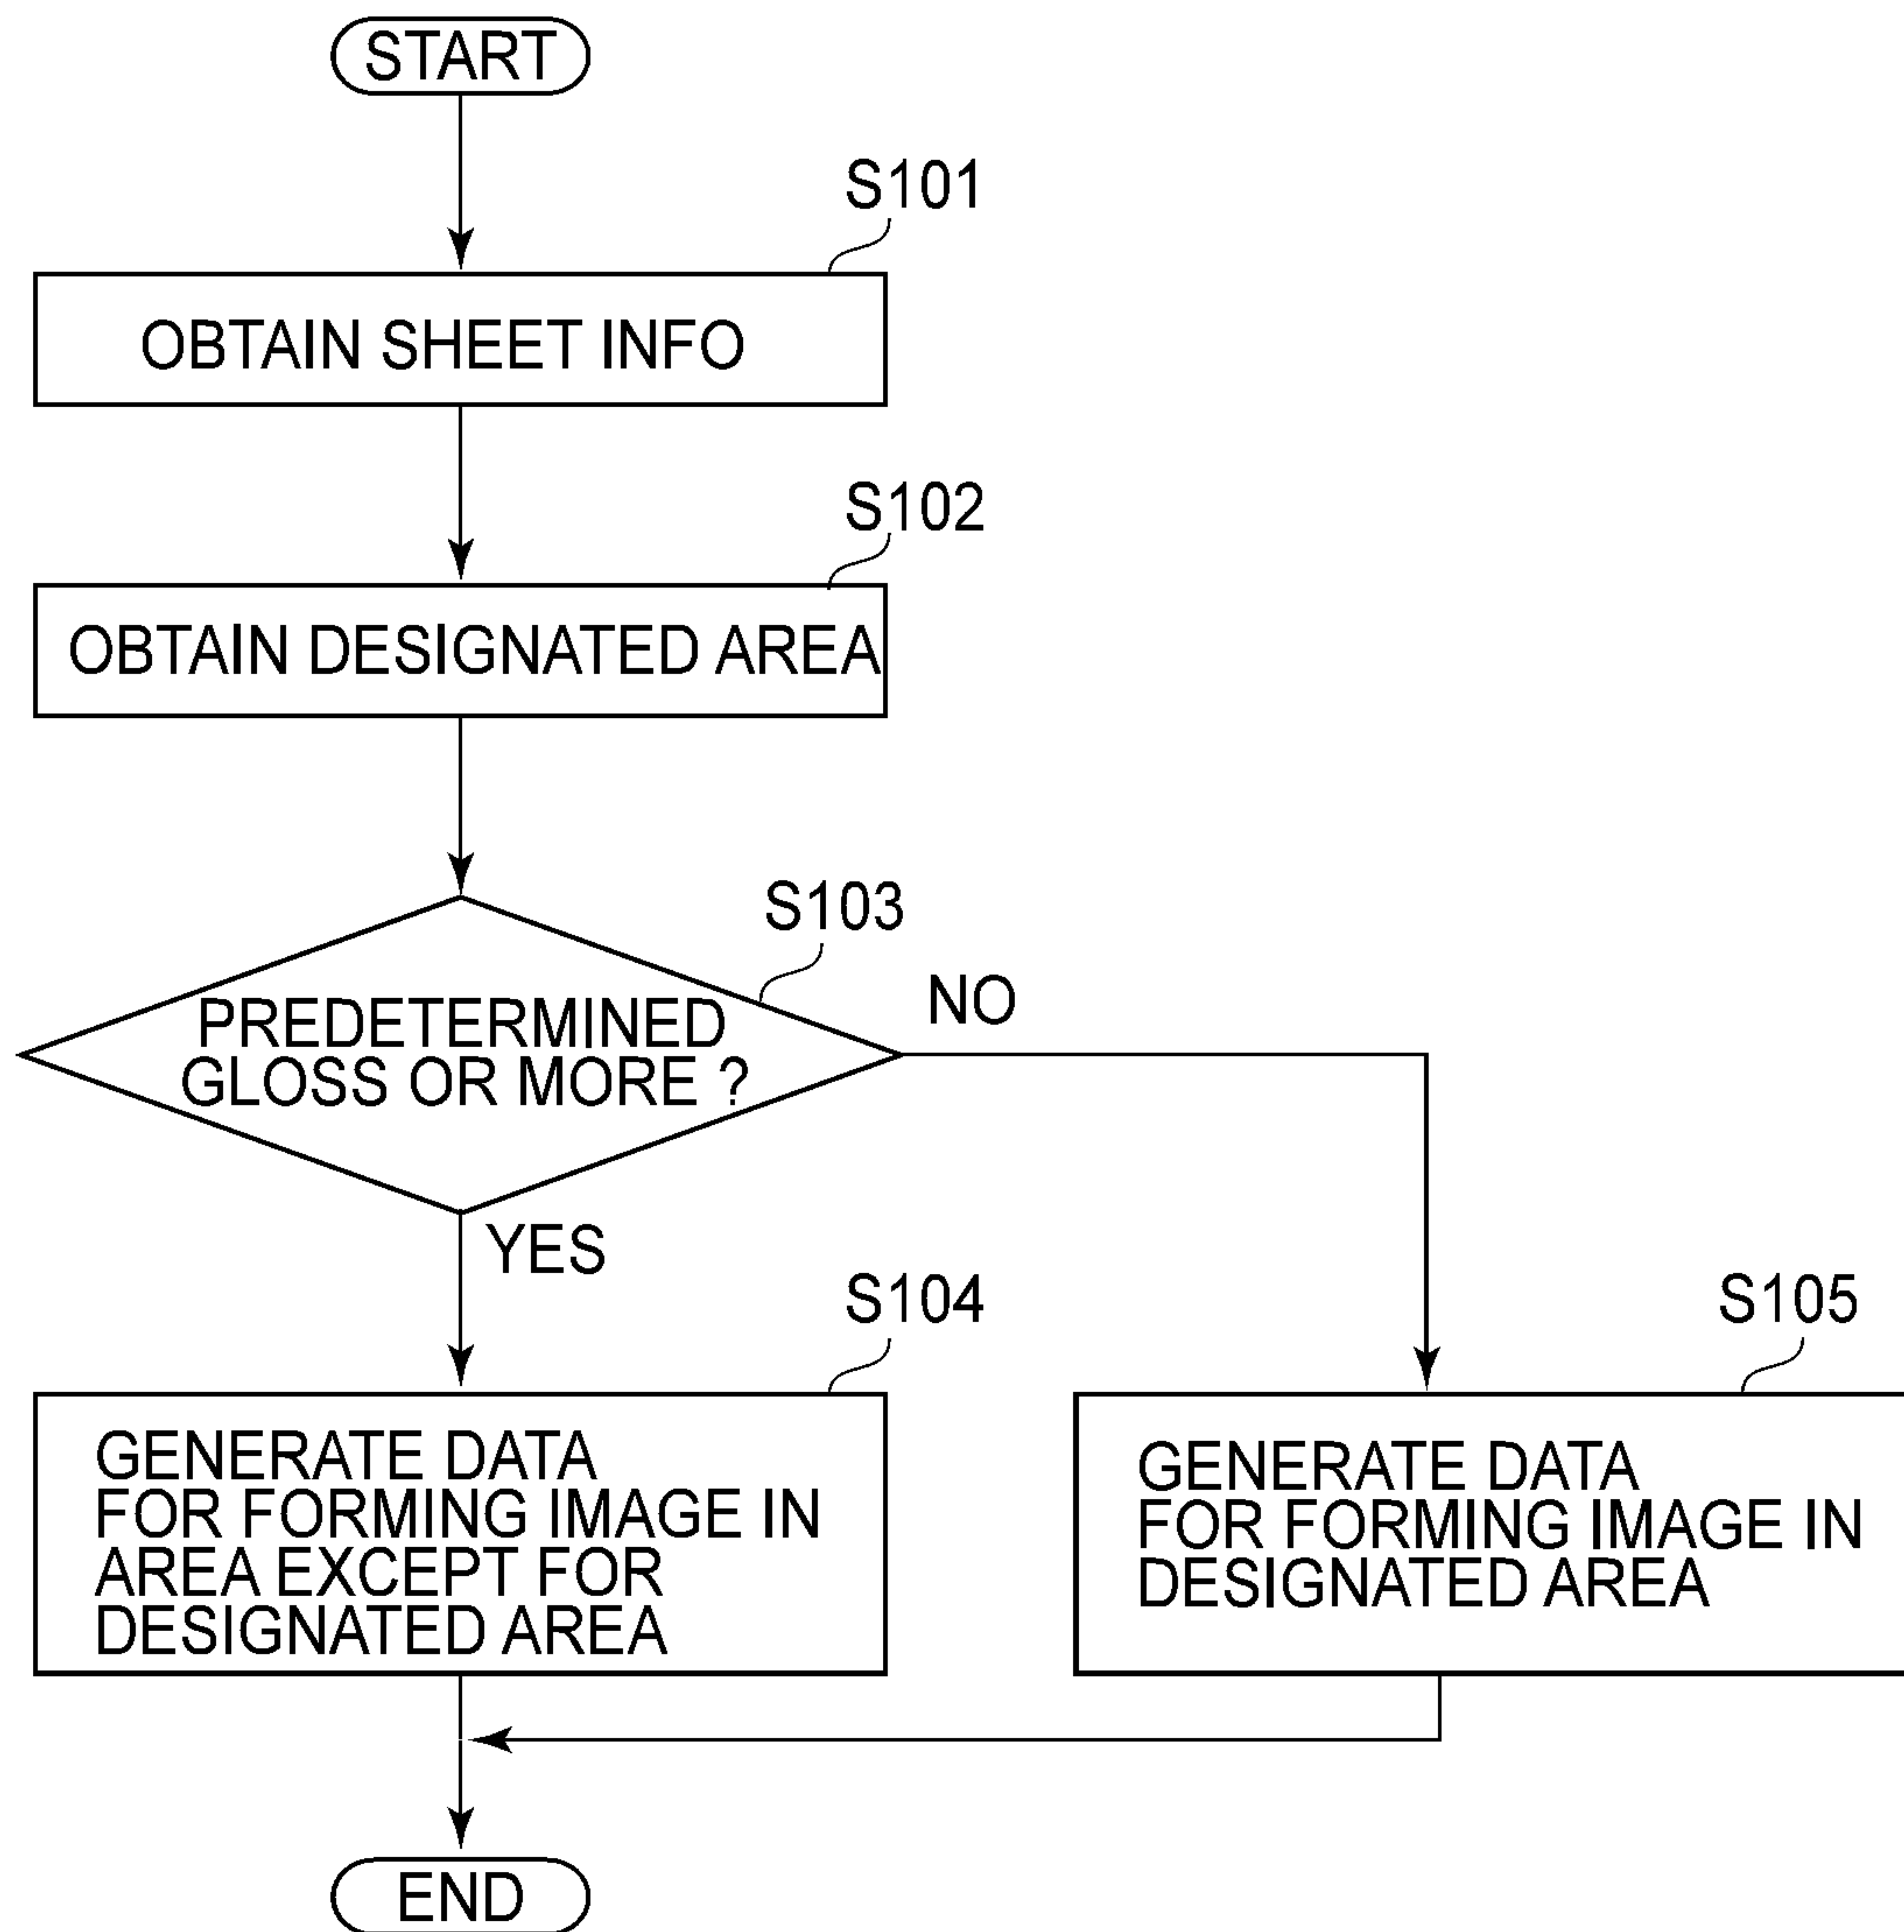 START
S101
OBTAIN SHEET INFO
S102
OBTAIN DESIGNATED AREA
S103
PREDETERMINED
GLOSS OR MORE ?
NO
YES
S104
GENERATE DATA
FOR FORMING IMAGE IN
AREA EXCEPT FOR
DESIGNATED AREA
S105
GENERATE DATA
FOR FORMING IMAGE IN
DESIGNATED AREA
END